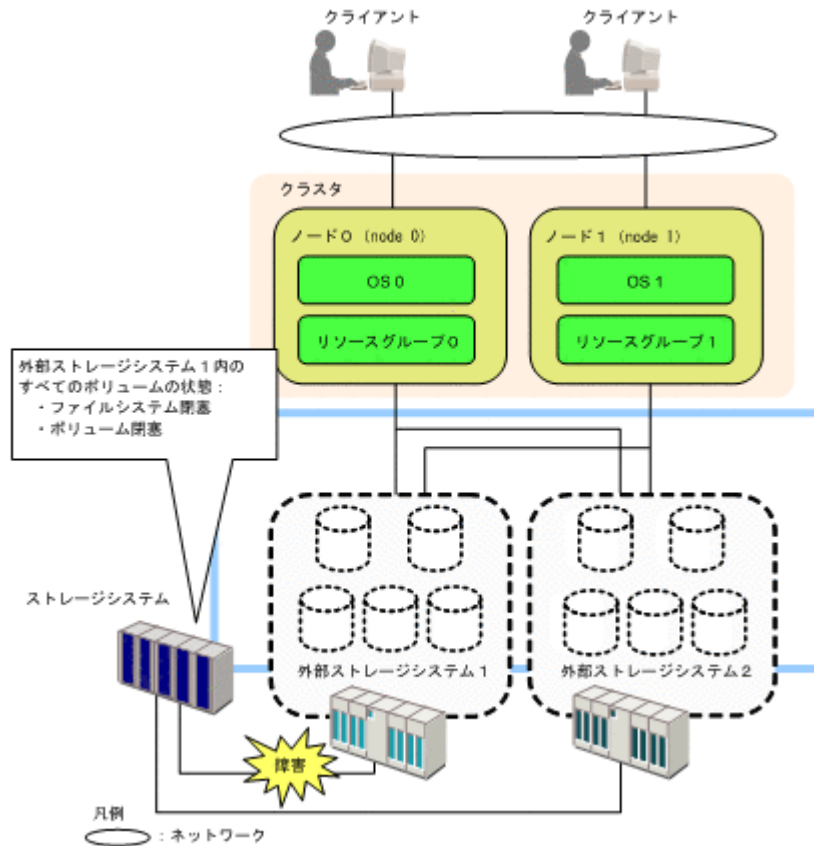 クライアント
クライアント
クラスタ
ノード0 (node 0)
ノード1 (node 1)
OS 0
OS 1
リソースグループ0
リソースグループ1
外部ストレージシステム1内の
すべてのボリュームの状態：
・ファイルシステム閉塞
・ボリューム閉塞
ストレージシステム
外部ストレージシステム1
外部ストレージシステム2
障害
凡例
：ネットワーク